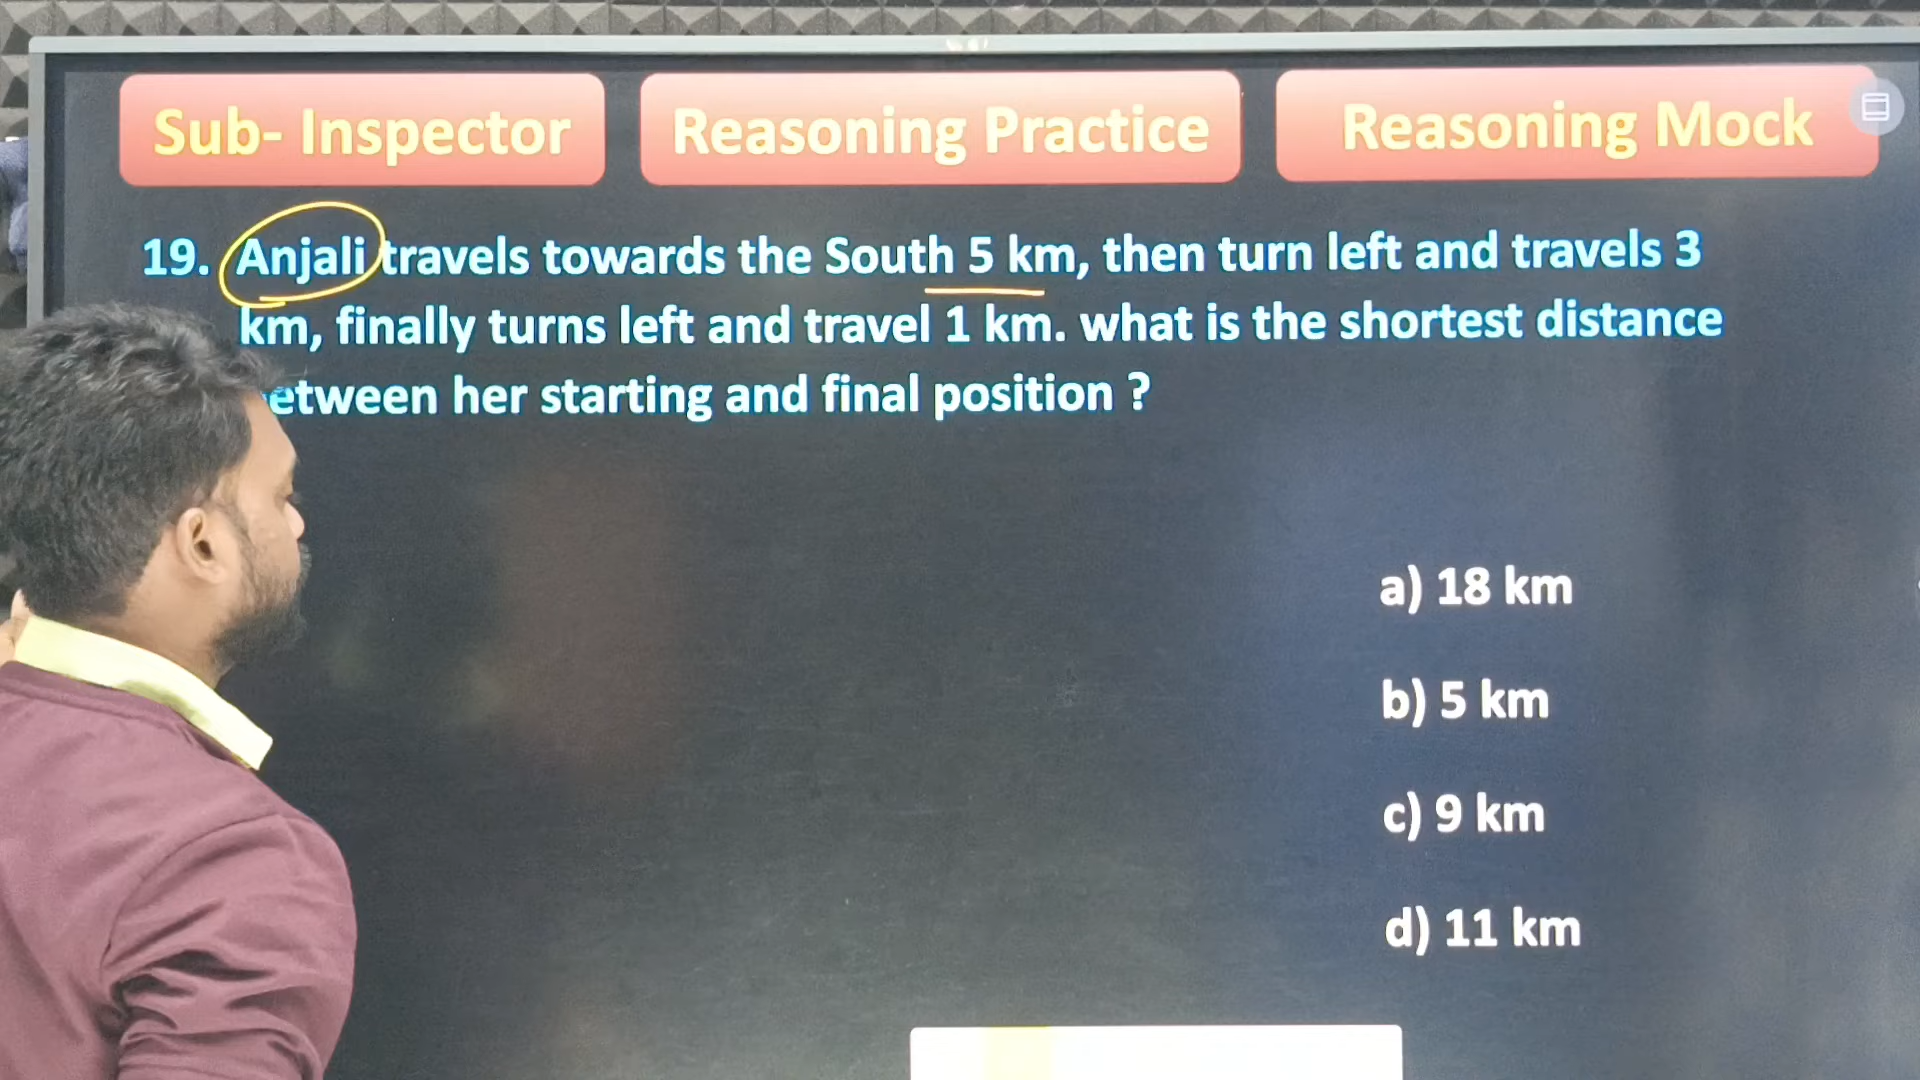 Sub- Inspector
Reasoning Practice
Reasoning Mock
19. Anjali travels towards the South 5 km, then turn left and travels 3
km, finally turns left and travel 1 km. what is the shortest distance
etween her starting and final position ?
a) 18 km
b) 5 km
c) 9 km
d) 11 km